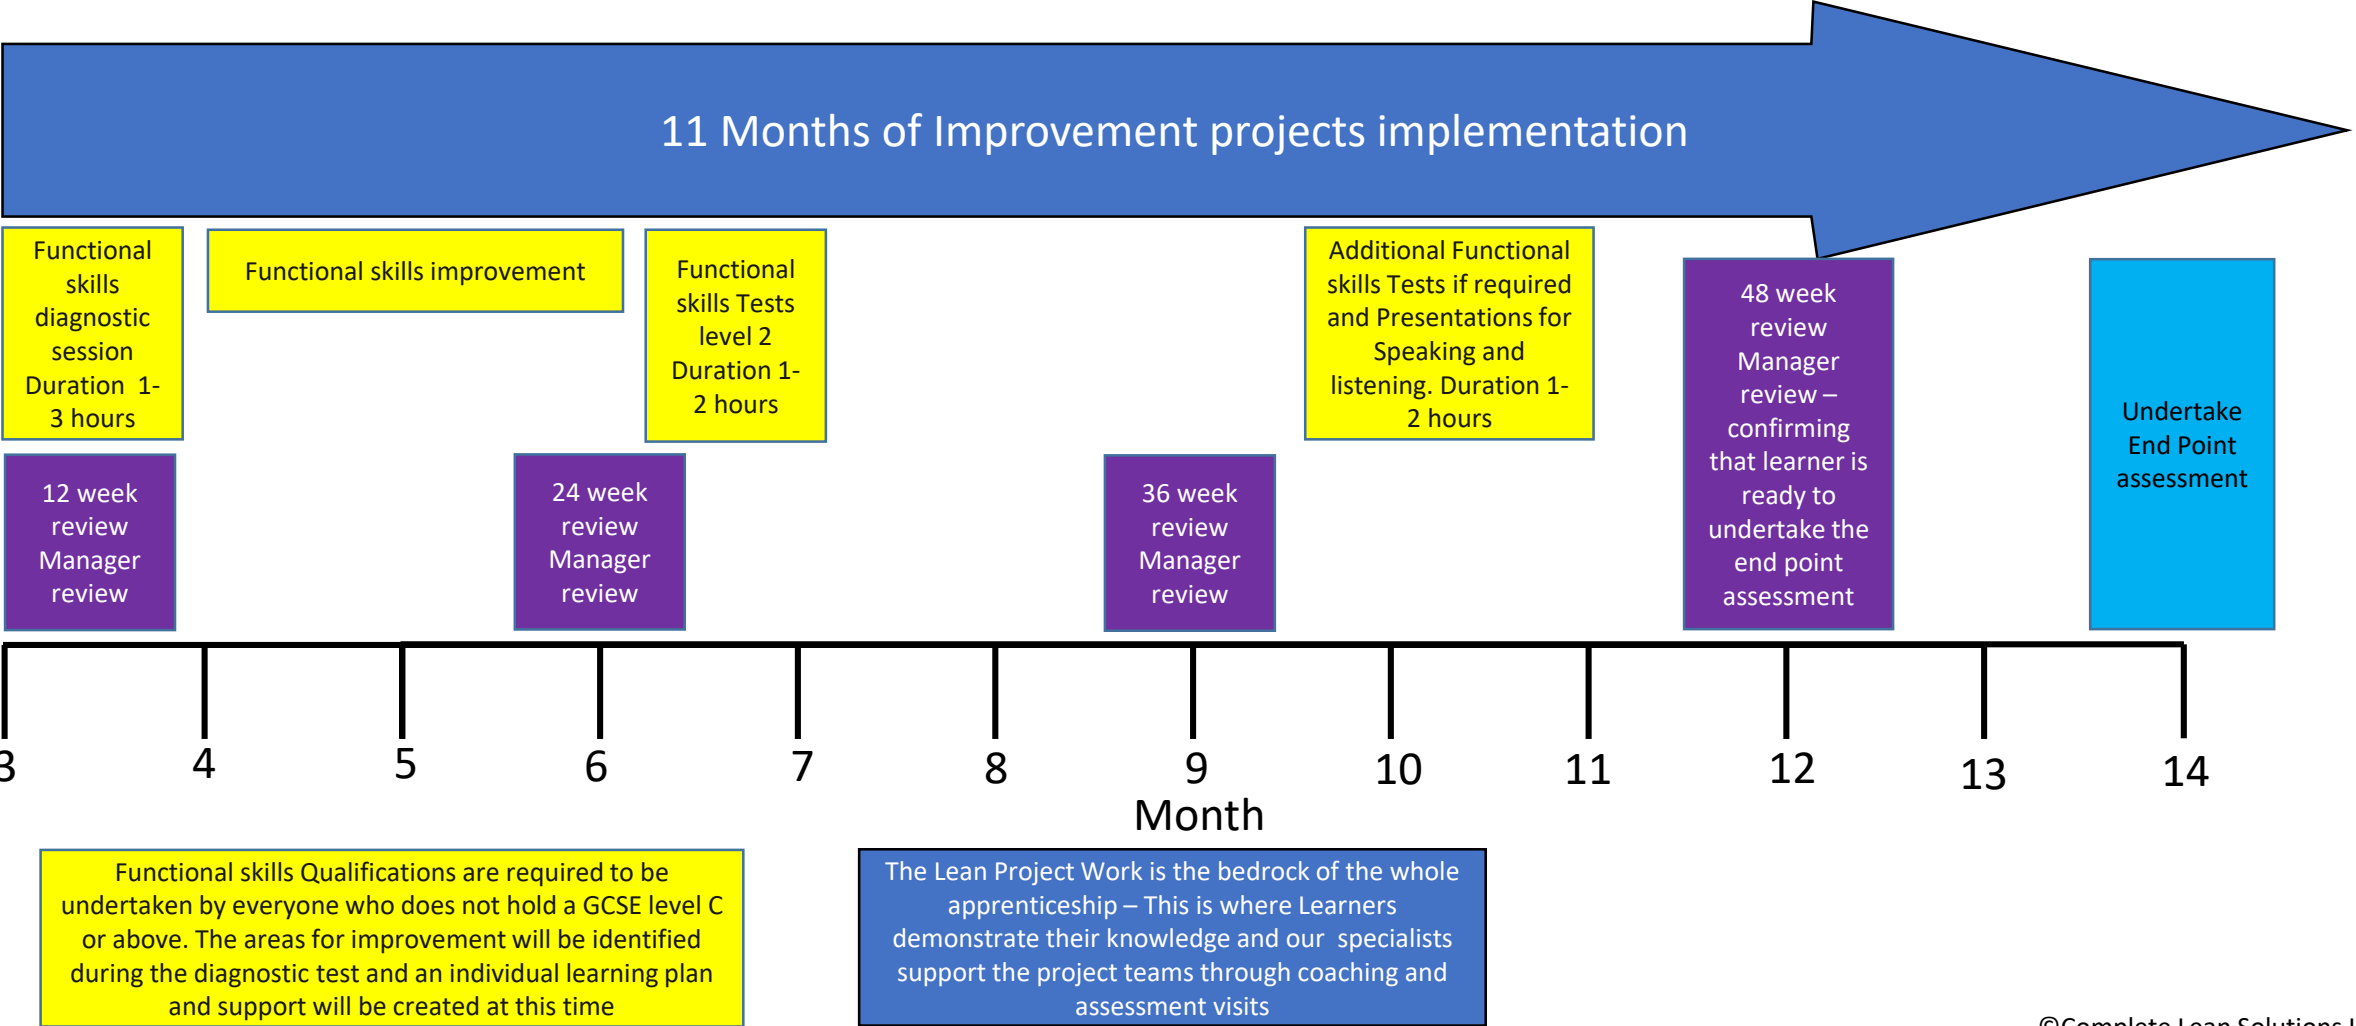 11 Months of Improvement projects implementation
Functional
skills
diagnostic
session
Duration 1-
3 hours
Functional skills improvement
Functional
skills Tests
level 2
Duration 1-
2 hours
Additional Functional
skills Tests if required
and Presentations for
Speaking and
listening. Duration 1-
2 hours
12 week
review
Manager
review
24 week
review
Manager
review
36 week
review
Manager
review
48 week
review
Manager
review –
confirming
that learner is
ready to
undertake the
end point
assessment
Undertake
End Point
assessment
3 4 5 6 7 8 9 10 11 12 13 14
Month
Functional skills Qualifications are required to be
undertaken by everyone who does not hold a GCSE level C
or above. The areas for improvement will be identified
during the diagnostic test and an individual learning plan
and support will be created at this time
The Lean Project Work is the bedrock of the whole
apprenticeship – This is where Learners
demonstrate their knowledge and our specialists
support the project teams through coaching and
assessment visits
©Complete Lean Solutions